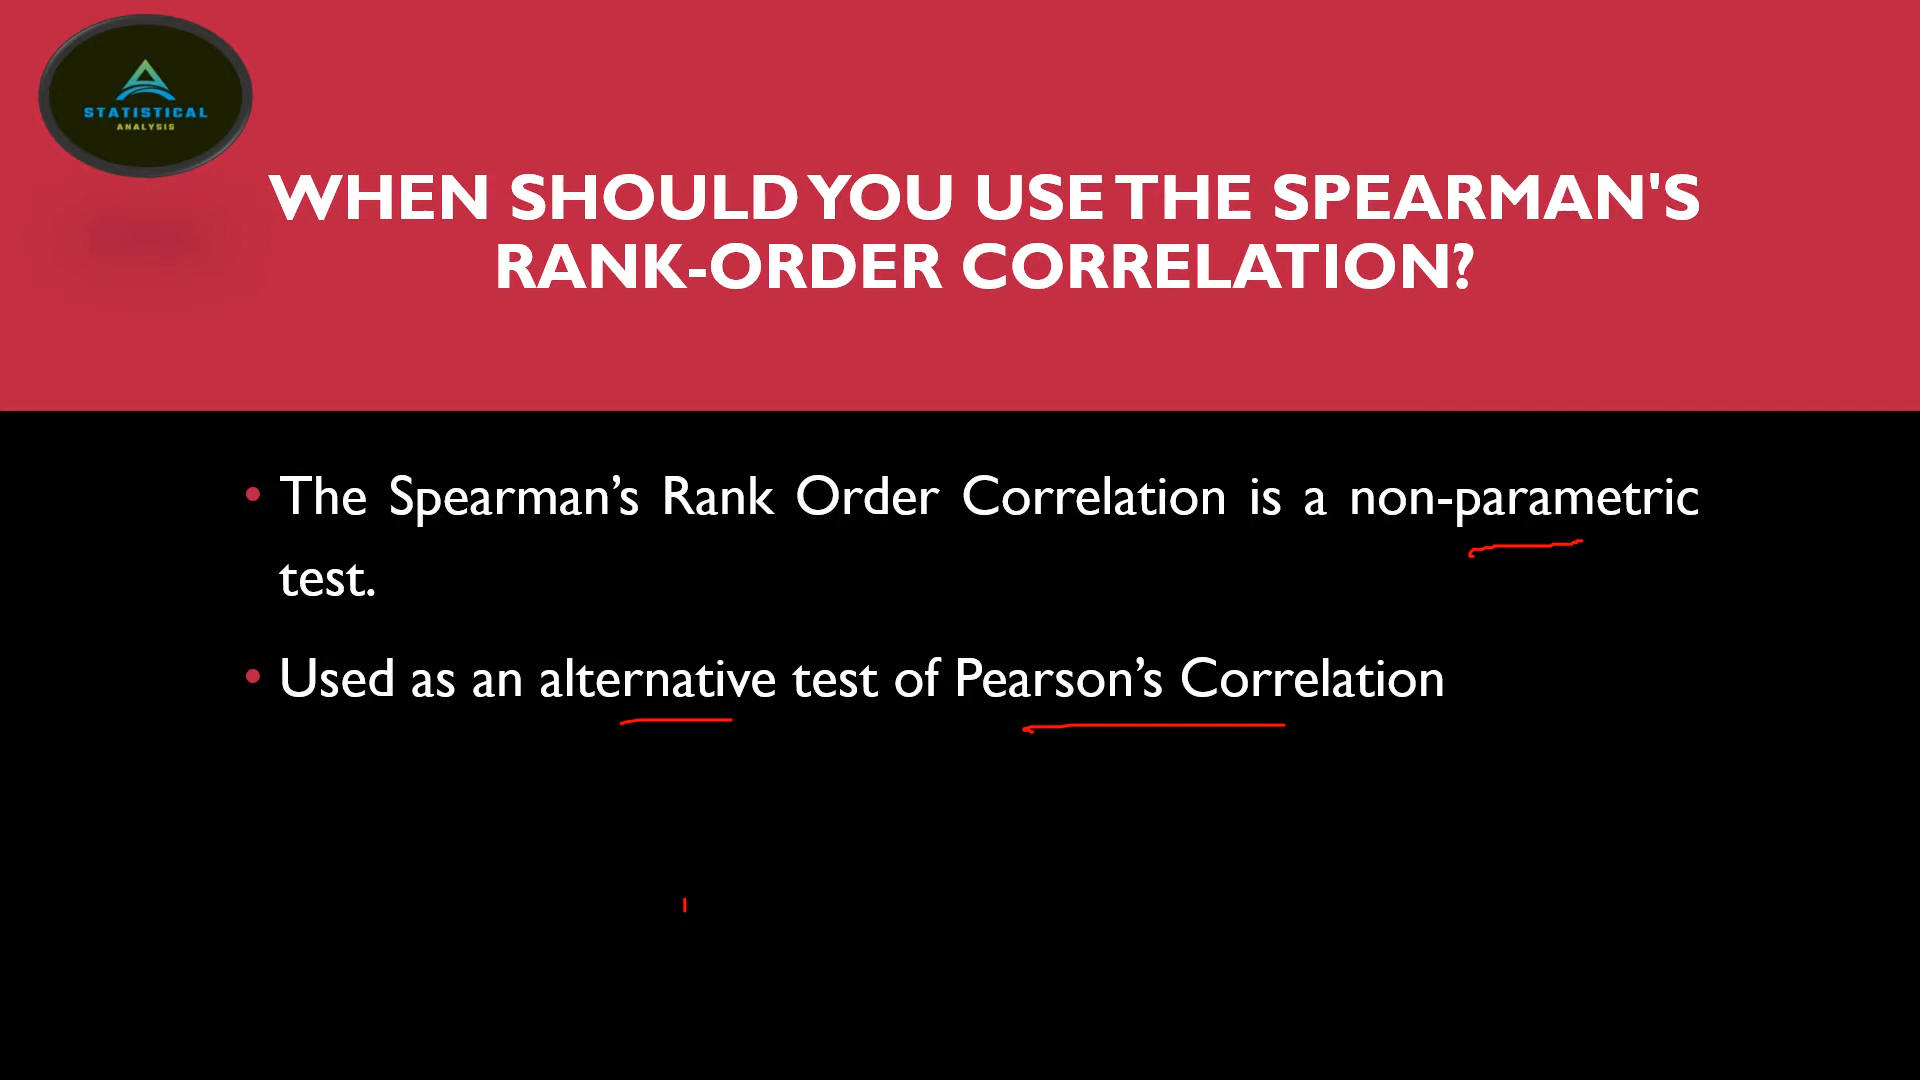 STATISTICAL
ANALYSIS
WHEN SHOULD YOU USE THE SPEARMAN'S
RANK-ORDER CORRELATION?
• The Spearman’s Rank Order Correlation is a non-parametric
test.
• Used as an alternative test of Pearson’s Correlation